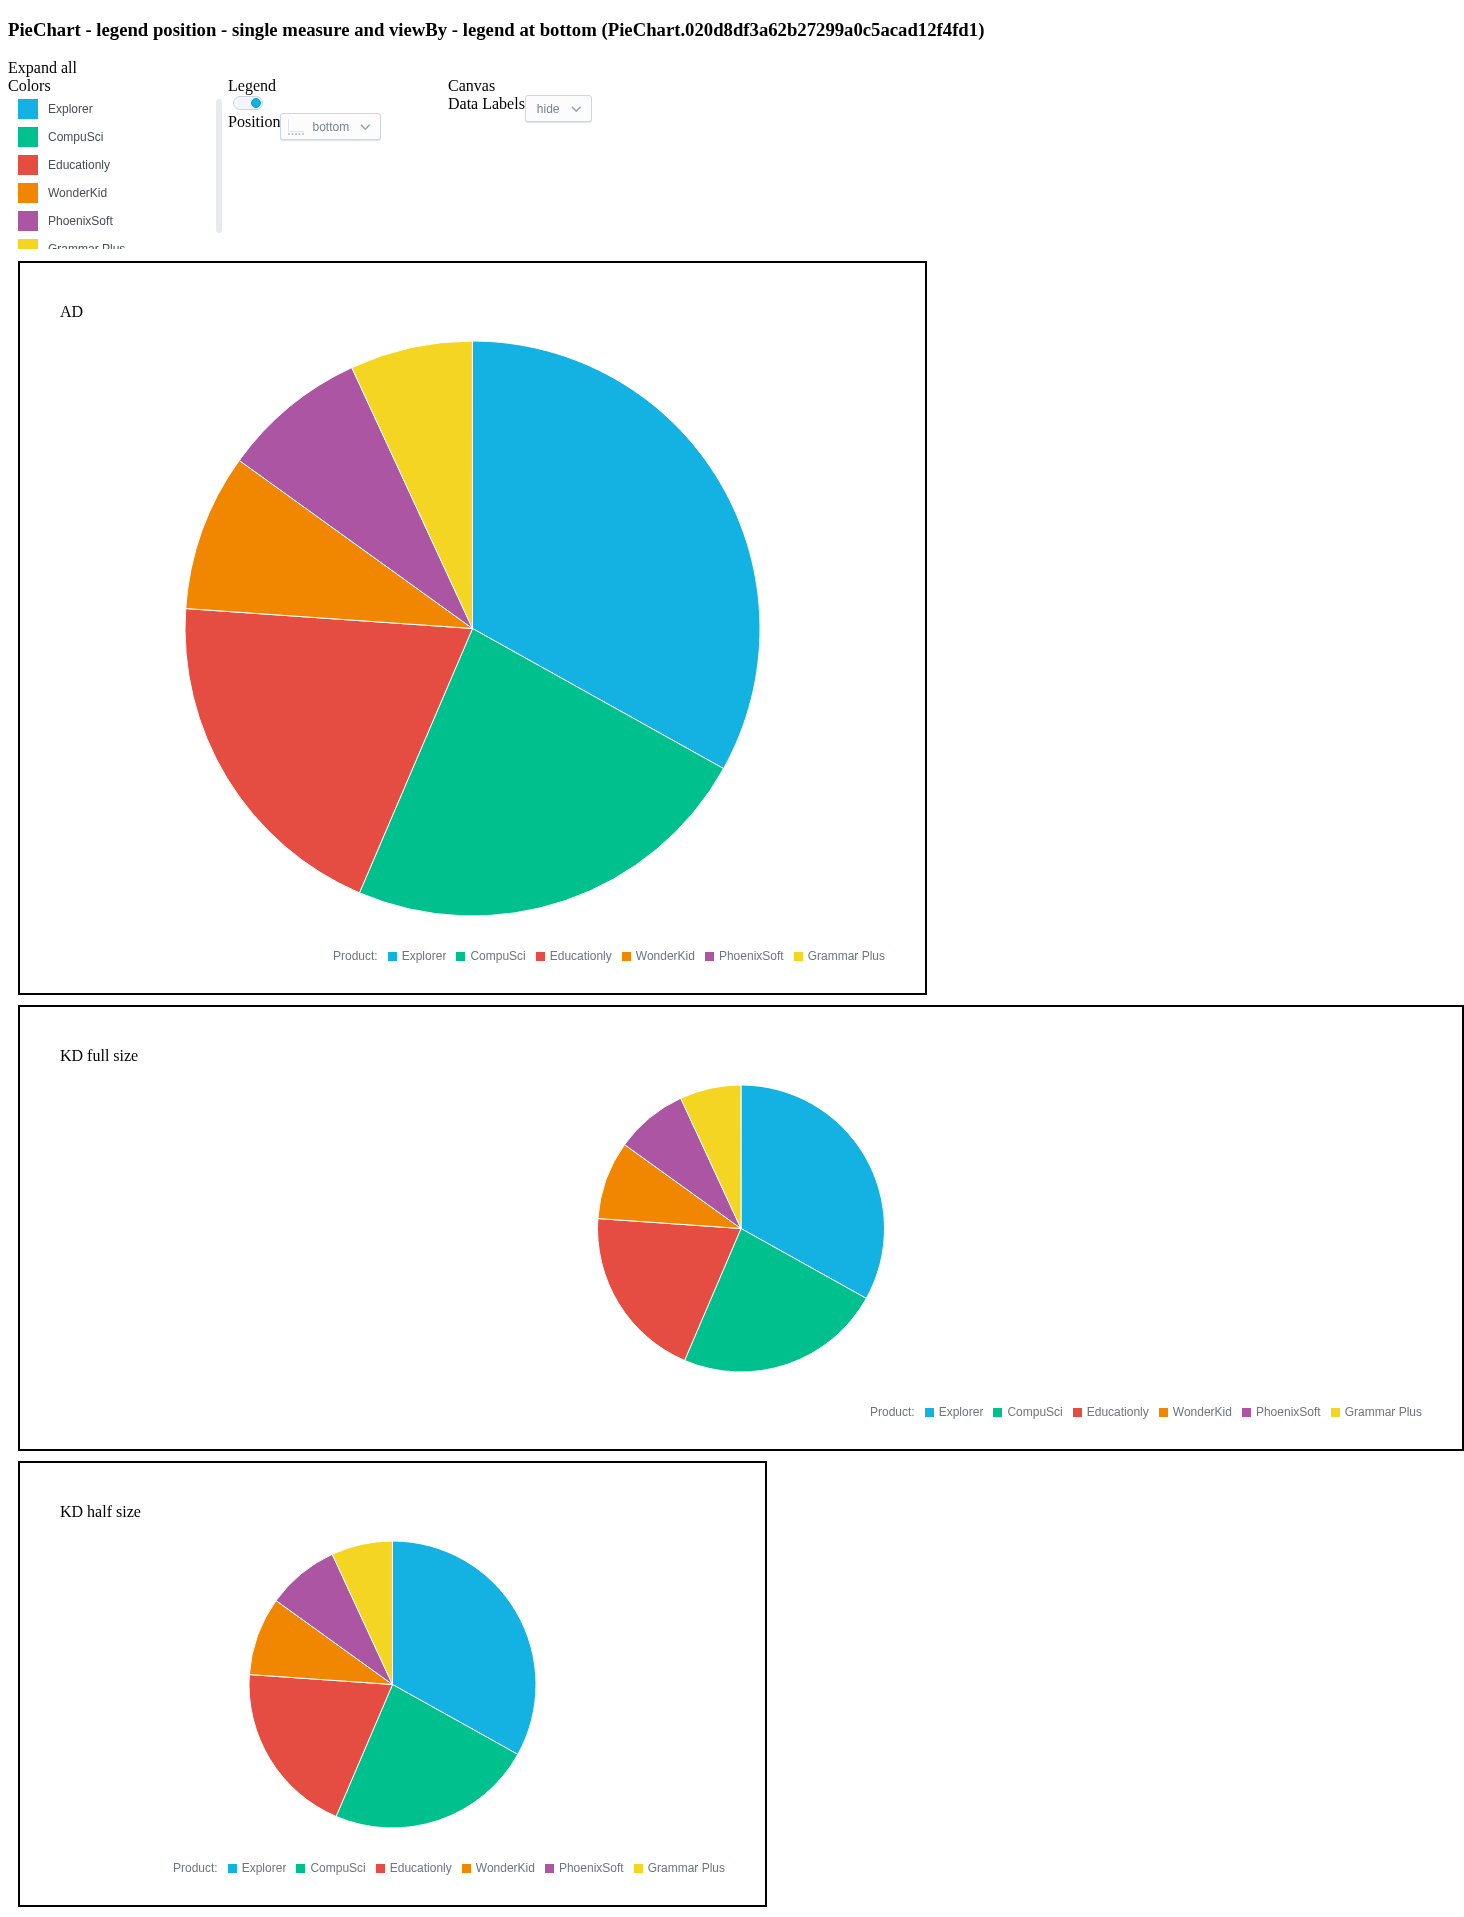 PieChart - legend position - single measure and viewBy - legend at bottom (PieChart.020d8df3a62b27299a0c5acad12f4fd1)
Expand all
Colors
Explorer
CompuSci
Educationly
WonderKid
PhoenixSoft
Grammar Plus
Legend
Position bottom
Canvas
Data Labels hide
AD
Product: Explorer CompuSci Educationly WonderKid PhoenixSoft Grammar Plus
KD full size
Product: Explorer CompuSci Educationly WonderKid PhoenixSoft Grammar Plus
KD half size
Product: Explorer CompuSci Educationly WonderKid PhoenixSoft Grammar Plus